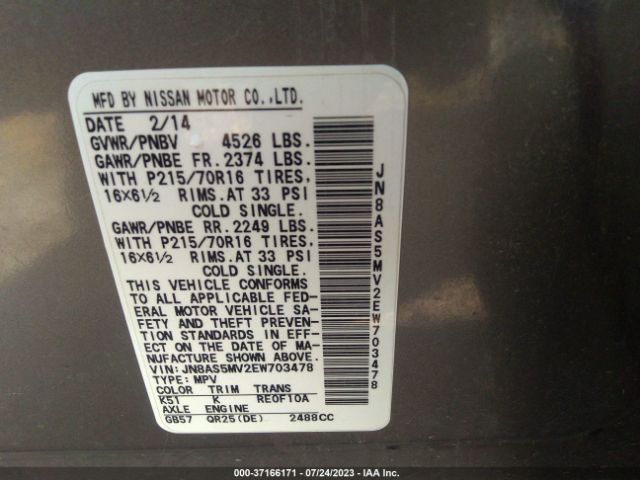 MFD BY NISSAN MOTOR CO.,LTD.
DATE 2/14
GVWR/PNBV 4526 LBS.
GAWR/PNBE FR. 2374 LBS.
WITH P215/70R16 TIRES,
16X6½ RIMS.AT 33 PSI
COLD SINGLE.
GAWR/PNBE RR. 2249 LBS.
WITH P215/70R16 TIRES,
16X6½ RIMS.AT 33 PSI
COLD SINGLE.
THIS VEHICLE CONFORMS
TO ALL APPLICABLE FED-
ERAL MOTOR VEHICLE SA-
FETY AND THEFT PREVEN-
TION STANDARDS IN EFF-
ECT ON THE DATE OF MA-
NUFACTURE SHOWN ABOVE.
VIN: JN8AS5MV2EW703478
TYPE: MPV
COLOR TRIM TRANS
K51 K RE0F10A
AXLE ENGINE
GB57 QR25(DE) 2488CC
JN8AS5MV2EW703478
000-37166171 | 07/24/2023 | IAA Inc.